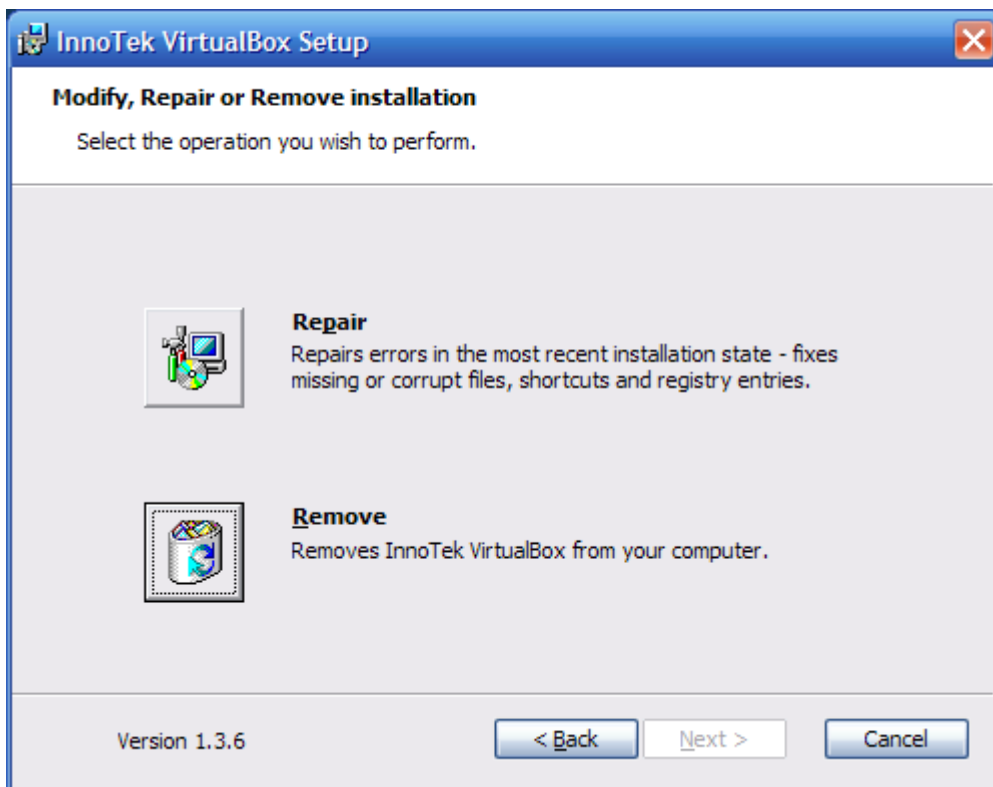 InnoTek VirtualBox Setup
Modify, Repair or Remove installation
Select the operation you wish to perform.
Repair
Repairs errors in the most recent installation state - fixes
missing or corrupt files, shortcuts and registry entries.
Remove
Removes InnoTek VirtualBox from your computer.
Version 1.3.6
< Back
Next >
Cancel